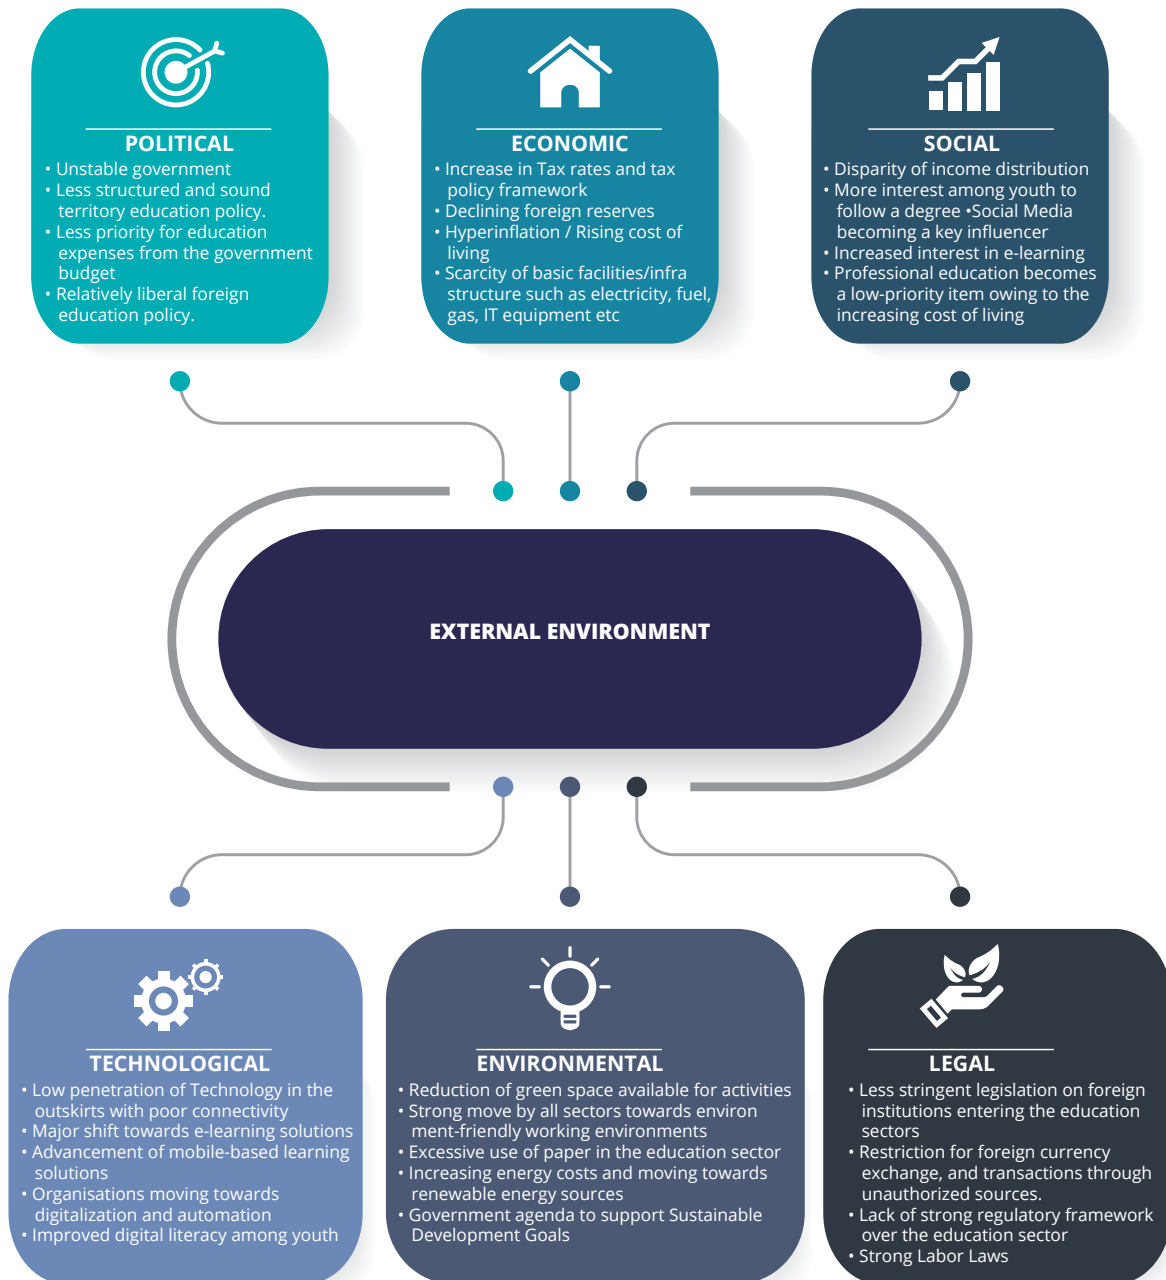 POLITICAL
• Unstable government
• Less structured and sound
territory education policy.
• Less priority for education
expenses from the government
budget
• Relatively liberal foreign
education policy.
ECONOMIC
• Increase in Tax rates and tax
policy framework
• Declining foreign reserves
• Hyperinflation / Rising cost of
living
• Scarcity of basic facilities/infra
structure such as electricity, fuel,
gas, IT equipment etc
SOCIAL
• Disparity of income distribution
• More interest among youth to
follow a degree •Social Media
becoming a key influencer
• Increased interest in e-learning
• Professional education becomes
a low-priority item owing to the
increasing cost of living
EXTERNAL ENVIRONMENT
TECHNOLOGICAL
• Low penetration of Technology in the
outskirts with poor connectivity
• Major shift towards e-learning solutions
• Advancement of mobile-based learning
solutions
• Organisations moving towards
digitalization and automation
• Improved digital literacy among youth
ENVIRONMENTAL
• Reduction of green space available for activities
• Strong move by all sectors towards environ
ment-friendly working environments
• Excessive use of paper in the education sector
• Increasing energy costs and moving towards
renewable energy sources
• Government agenda to support Sustainable
Development Goals
LEGAL
• Less stringent legislation on foreign
institutions entering the education
sectors
• Restriction for foreign currency
exchange, and transactions through
unauthorized sources.
• Lack of strong regulatory framework
over the education sector
• Strong Labor Laws